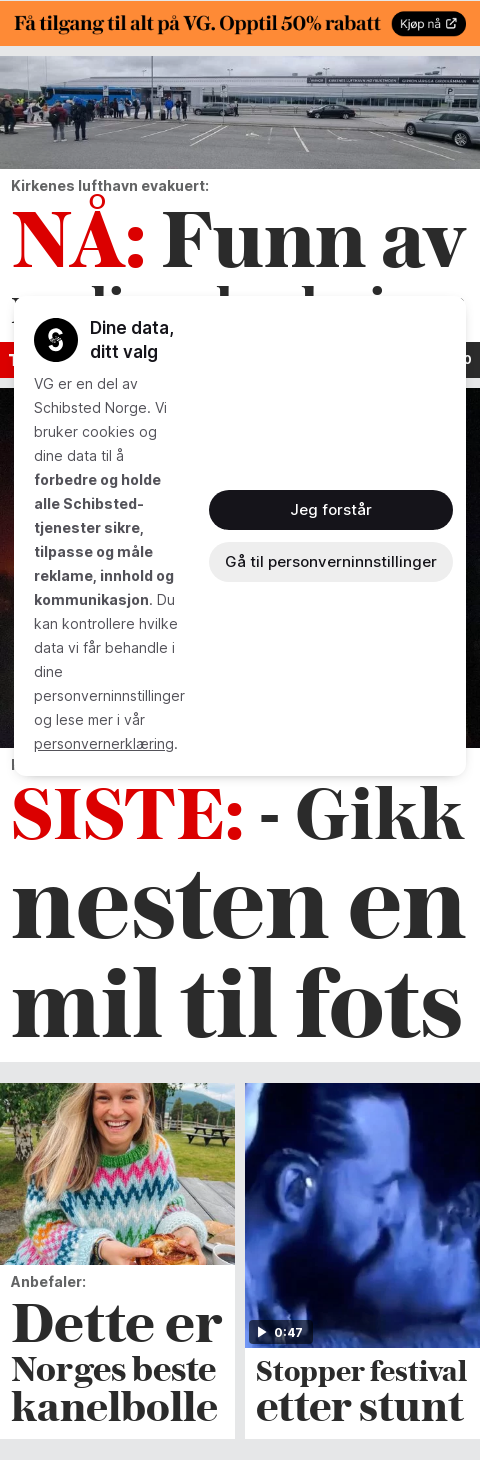 Få tilgang til alt på VG. Opptil 50% rabatt
Kjøp nå
Kirkenes lufthavn evakuert:
NÅ: Funn av
Dine data,
ditt valg
VG er en del av
Schibsted Norge. Vi
bruker cookies og
dine data til å
forbedre og holde
alle Schibsted-
tjenester sikre,
tilpasse og måle
reklame, innhold og
kommunikasjon. Du
kan kontrollere hvilke
data vi får behandle i
dine
personverninnstillinger
og lese mer i vår
personvernerklæring.
Jeg forstår
Gå til personverninnstillinger
SISTE: - Gikk
nesten en
mil til fots
Anbefaler:
Dette er
Norges beste
kanelbolle
0:47
Stopper festival
etter stunt